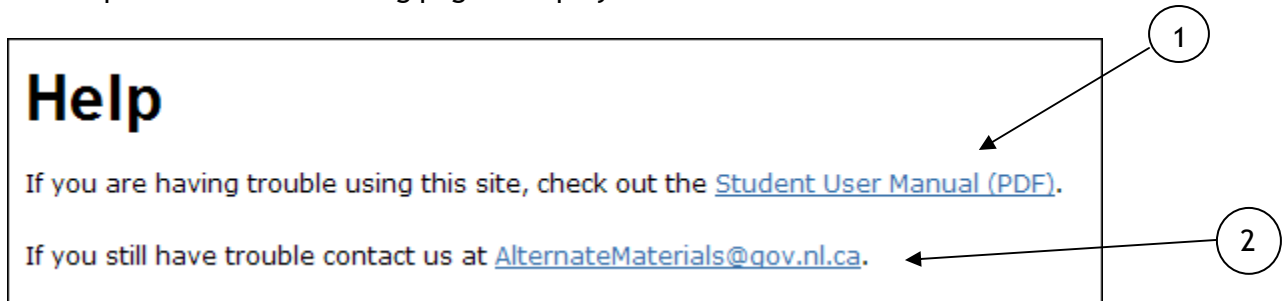 1
Help
If you are having trouble using this site, check out the Student User Manual (PDF).
If you still have trouble contact us at AlternateMaterials@gov.nl.ca.
2